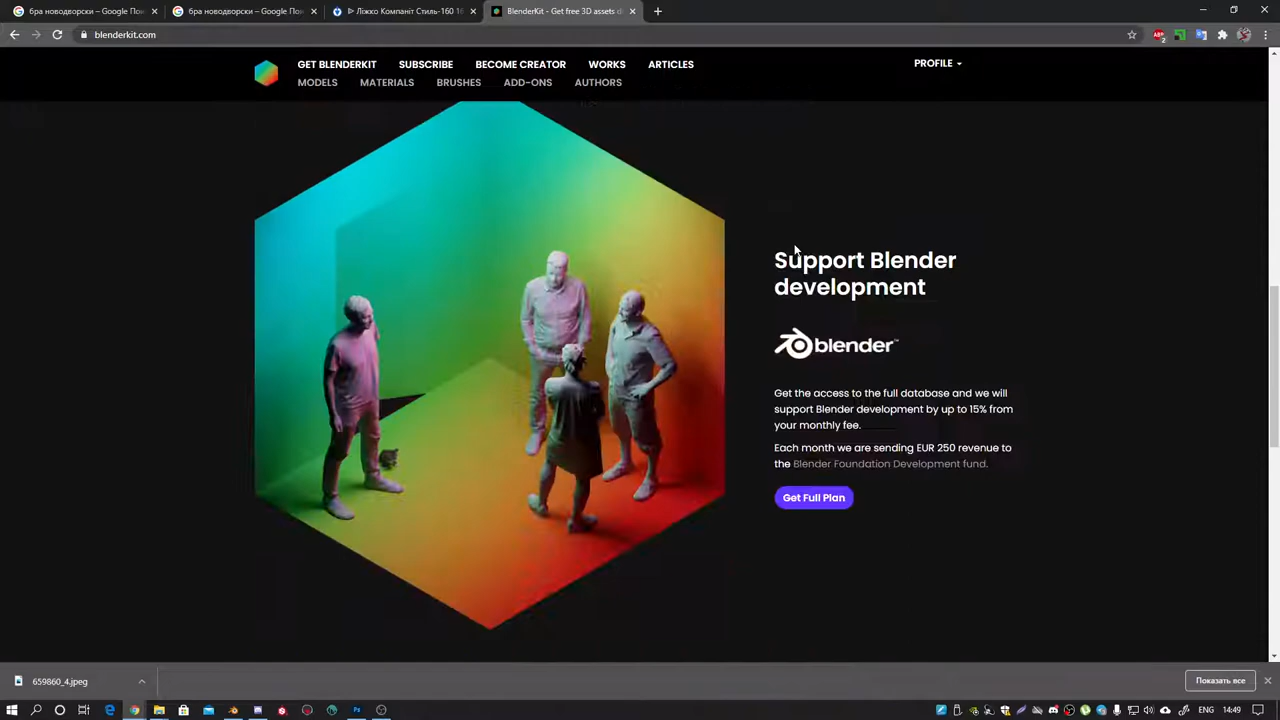 бра новодворски – Google По
бра новодворски – Google По
ᐈ Ліжко Компаніт Стиль-160 16
BlenderKit - Get free 3D assets d
blenderkit.com
GET BLENDERKIT SUBSCRIBE BECOME CREATOR WORKS ARTICLES
PROFILE
MODELS MATERIALS BRUSHES ADD-ONS AUTHORS
Support Blender
development
blender™
Get the access to the full database and we will
support Blender development by up to 15% from
your monthly fee.
Each month we are sending EUR 250 revenue to
the Blender Foundation Development fund.
Get Full Plan
659860_4.jpeg
Показать все
ENG 14:49